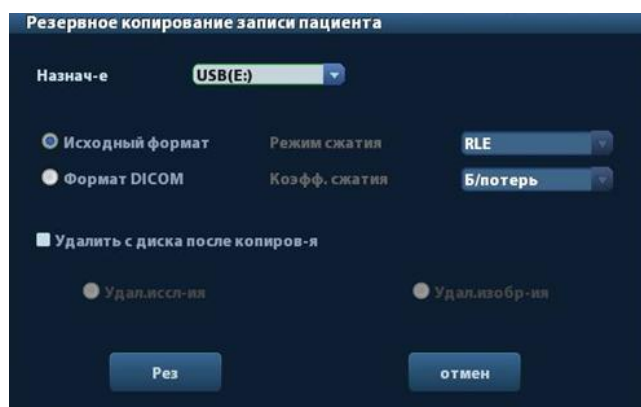 Резервное копирование записи пациента
Назнач-е USB(E:)
Исходный формат Режим сжатия RLE
Формат DICOM Коэфф. сжатия Б/потерь
Удалить с диска после копиров-я
Удал.иссл-ия Удал.изобр-ия
Рез отмен